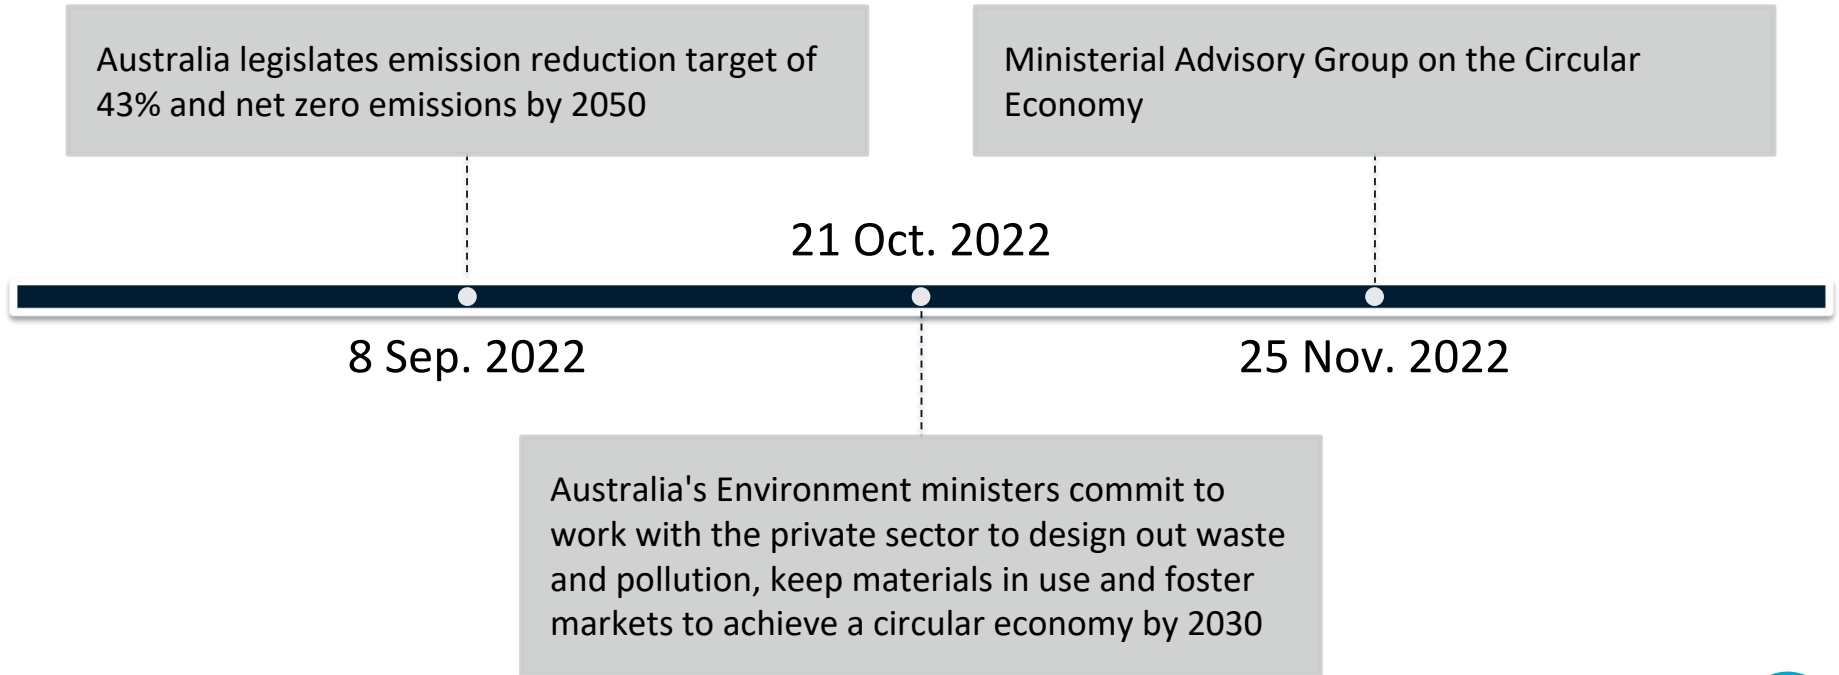 Australia legislates emission reduction target of
43% and net zero emissions by 2050
Ministerial Advisory Group on the Circular
Economy
21 Oct. 2022
8 Sep. 2022
25 Nov. 2022
Australia's Environment ministers commit to
work with the private sector to design out waste
and pollution, keep materials in use and foster
markets to achieve a circular economy by 2030